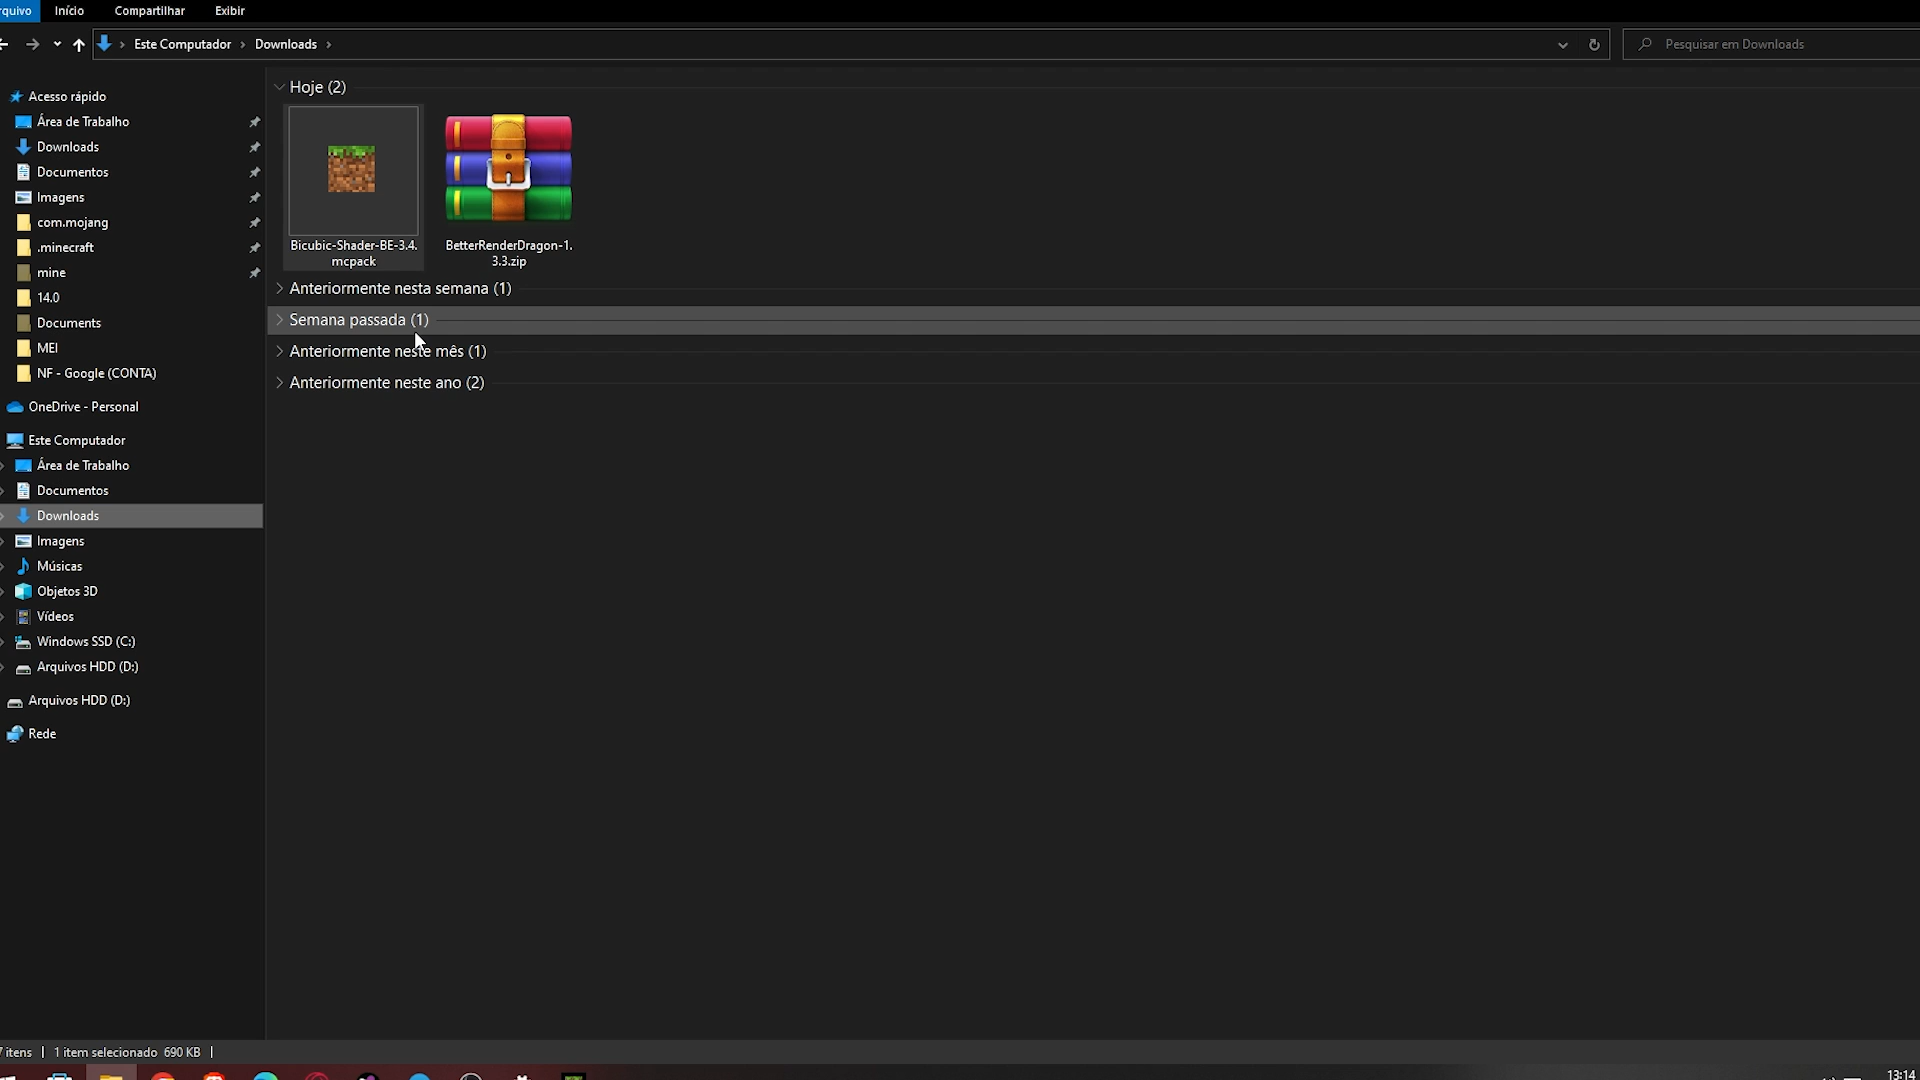 rquivo Início Compartilhar Exibir
Este Computador Downloads Pesquisar em Downloads
Acesso rápido
Área de Trabalho
Downloads
Documentos
Imagens
com.mojang
.minecraft
mine
14.0
Documents
MEI
NF - Google (CONTA)
OneDrive - Personal
Este Computador
Área de Trabalho
Documentos
Downloads
Imagens
Músicas
Objetos 3D
Vídeos
Windows SSD (C:)
Arquivos HDD (D:)
Arquivos HDD (D:)
Rede
Hoje (2)
Bicubic-Shader-BE-3.4.
mcpack
BetterRenderDragon-1.
3.3.zip
Anteriormente nesta semana (1)
Semana passada (1)
Anteriormente neste mês (1)
Anteriormente neste ano (2)
7 itens 1 item selecionado 690 KB
13:14